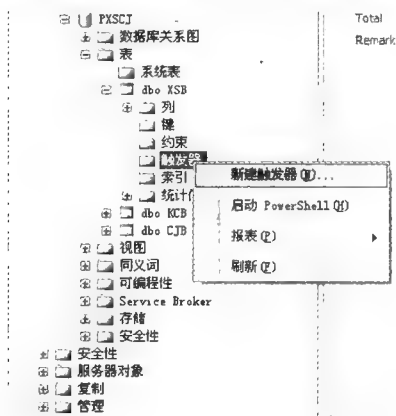 PXSCJ
数据库关系图
表
系统表
dbo XSB
列
键
约束
触发器
索引
统计
dbo KCB
dbo CJB
视图
同义词
可编程性
Service Broker
存储
安全性
安全性
服务器对象
复制
管理
新建触发器(N)...
启动 PowerShell(H)
报表(P)
刷新(F)
Total
Remark